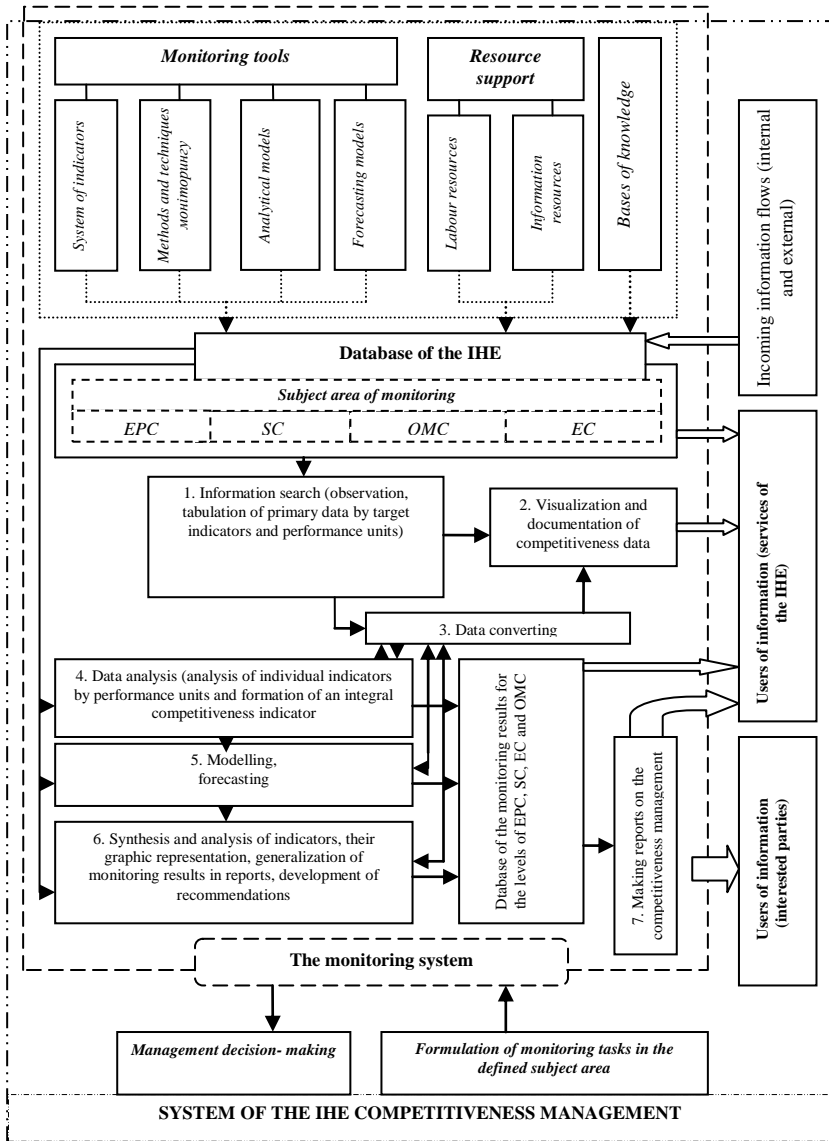 Monitoring tools
Resource
support
System of indicators
Methods and techniques
моніторингу
Analytical models
Forecasting models
Labour resources
Information
resources
Bases of knowledge
Incoming information flows (internal
and external)
Database of the IHE
Subject area of monitoring
EPC
SC
OMC
EC
1. Information search (observation,
tabulation of primary data by target
indicators and performance units)
2. Visualization and
documentation of
competitiveness data
Users of information (services of
the IHE)
3. Data converting
4. Data analysis (analysis of individual indicators
by performance units and formation of an integral
competitiveness indicator
5. Modelling,
forecasting
6. Synthesis and analysis of indicators, their
graphic representation, generalization of
monitoring results in reports, development of
recommendations
Dtabase of the monitoring results for
the levels of EPC, SC, EC and OMC
7. Making reports on the
competitiveness management
Users of information
(interested parties)
The monitoring system
Management decision- making
Formulation of monitoring tasks in the
defined subject area
SYSTEM OF THE IHE COMPETITIVENESS MANAGEMENT